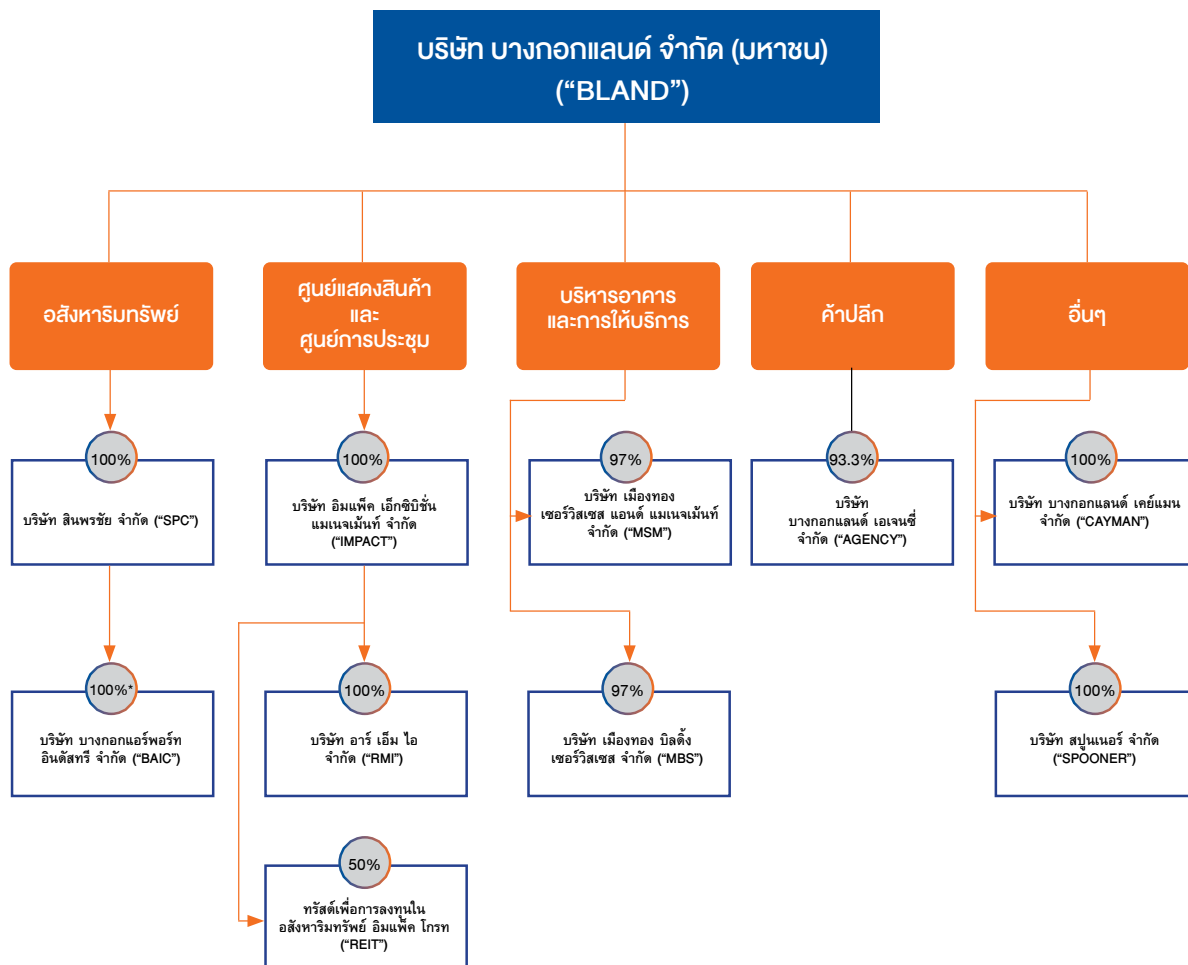 บริษัท บางกอกแลนด์ จำกัด (มหาชน)
(“BLAND”)
อสังหาริมทรัพย์
ศูนย์แสดงสินค้า
และ
ศูนย์การประชุม
บริหารอาคาร
และการให้บริการ
ค้าปลีก
อื่นๆ
100%
บริษัท สินพรชัย จำกัด (“SPC”)
100%
บริษัท อิมแพ็ค เอ็กซิบิชั่น
แมเนจเม้นท์ จำกัด
(“IMPACT”)
97%
บริษัท เมืองทอง
เซอร์วิสเซส แอนด์ แมเนจเม้นท์
จำกัด (“MSM”)
93.3%
บริษัท
บางกอกแลนด์ เอเจนซี่
จำกัด (“AGENCY”)
100%
บริษัท บางกอกแลนด์ เคย์แมน
จำกัด (“CAYMAN”)
100%*
บริษัท บางกอกแอร์พอร์ท
อินดัสทรี จำกัด (“BAIC”)
100%
บริษัท อาร์ เอ็ม ไอ
จำกัด (“RMI”)
97%
บริษัท เมืองทอง บิลดิ้ง
เซอร์วิสเซส จำกัด (“MBS”)
100%
บริษัท สปูนเนอร์ จำกัด
(“SPOONER”)
50%
ทรัสต์เพื่อการลงทุนใน
อสังหาริมทรัพย์ อิมแพ็ค โกรท
(“REIT”)